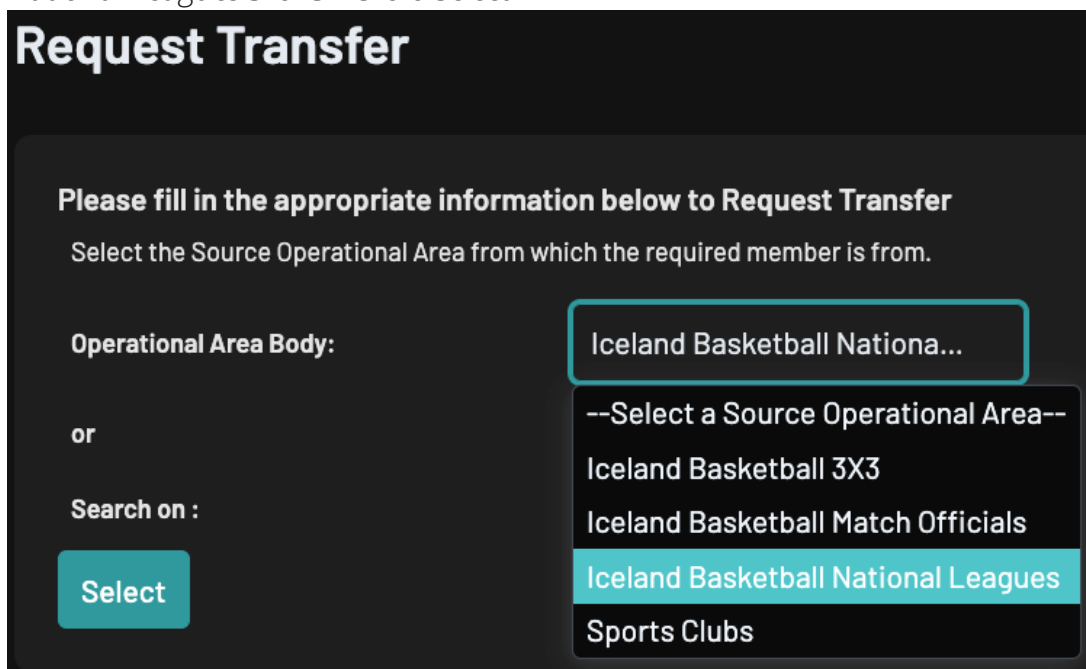 Request Transfer
Please fill in the appropriate information below to Request Transfer
Select the Source Operational Area from which the required member is from.
Operational Area Body:
Iceland Basketball Nationa...
--Select a Source Operational Area--
or
Iceland Basketball 3X3
Search on :
Iceland Basketball Match Officials
Iceland Basketball National Leagues
Select
Sports Clubs